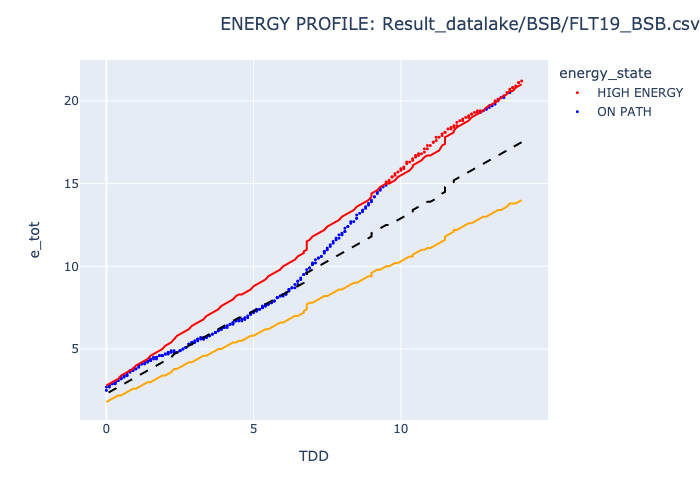 ENERGY PROFILE: Result_datalake/BSB/FLT19_BSB.csv
energy_state
HIGH ENERGY
ON PATH
e_tot
20
15
10
5
0
5
10
TDD